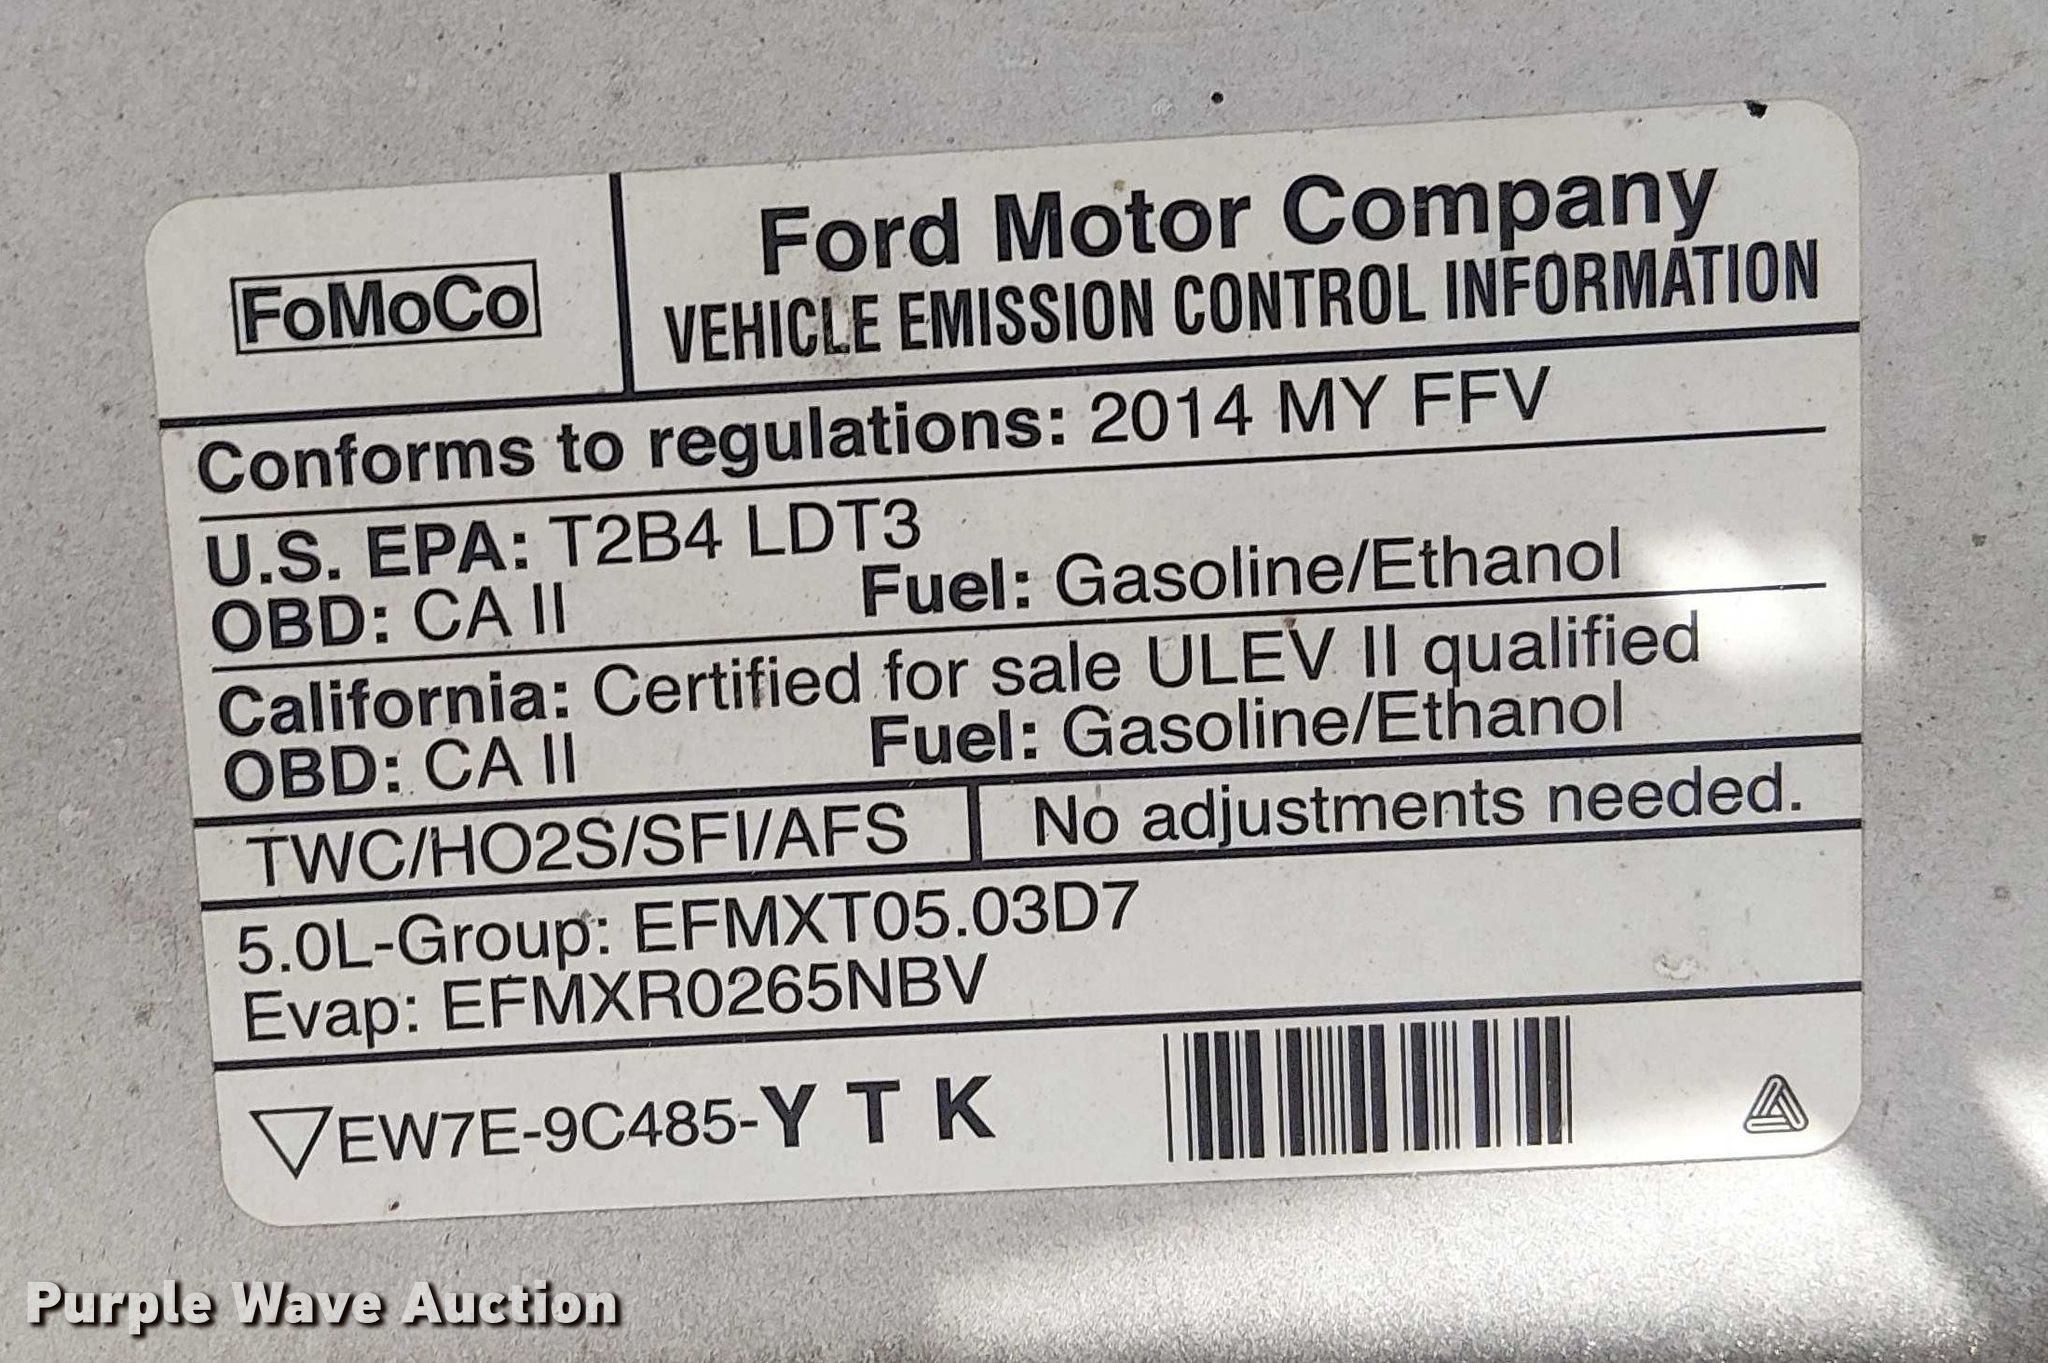 FoMoCo
Ford Motor Company
VEHICLE EMISSION CONTROL INFORMATION
Conforms to regulations: 2014 MY FFV
U.S. EPA: T2B4 LDT3
OBD: CA II Fuel: Gasoline/Ethanol
California: Certified for sale ULEV II qualified
OBD: CA II Fuel: Gasoline/Ethanol
TWC/HO2S/SFI/AFS No adjustments needed.
5.0L-Group: EFMXT05.03D7
Evap: EFMXR0265NBV
EW7E-9C485-Y T K
Purple Wave Auction